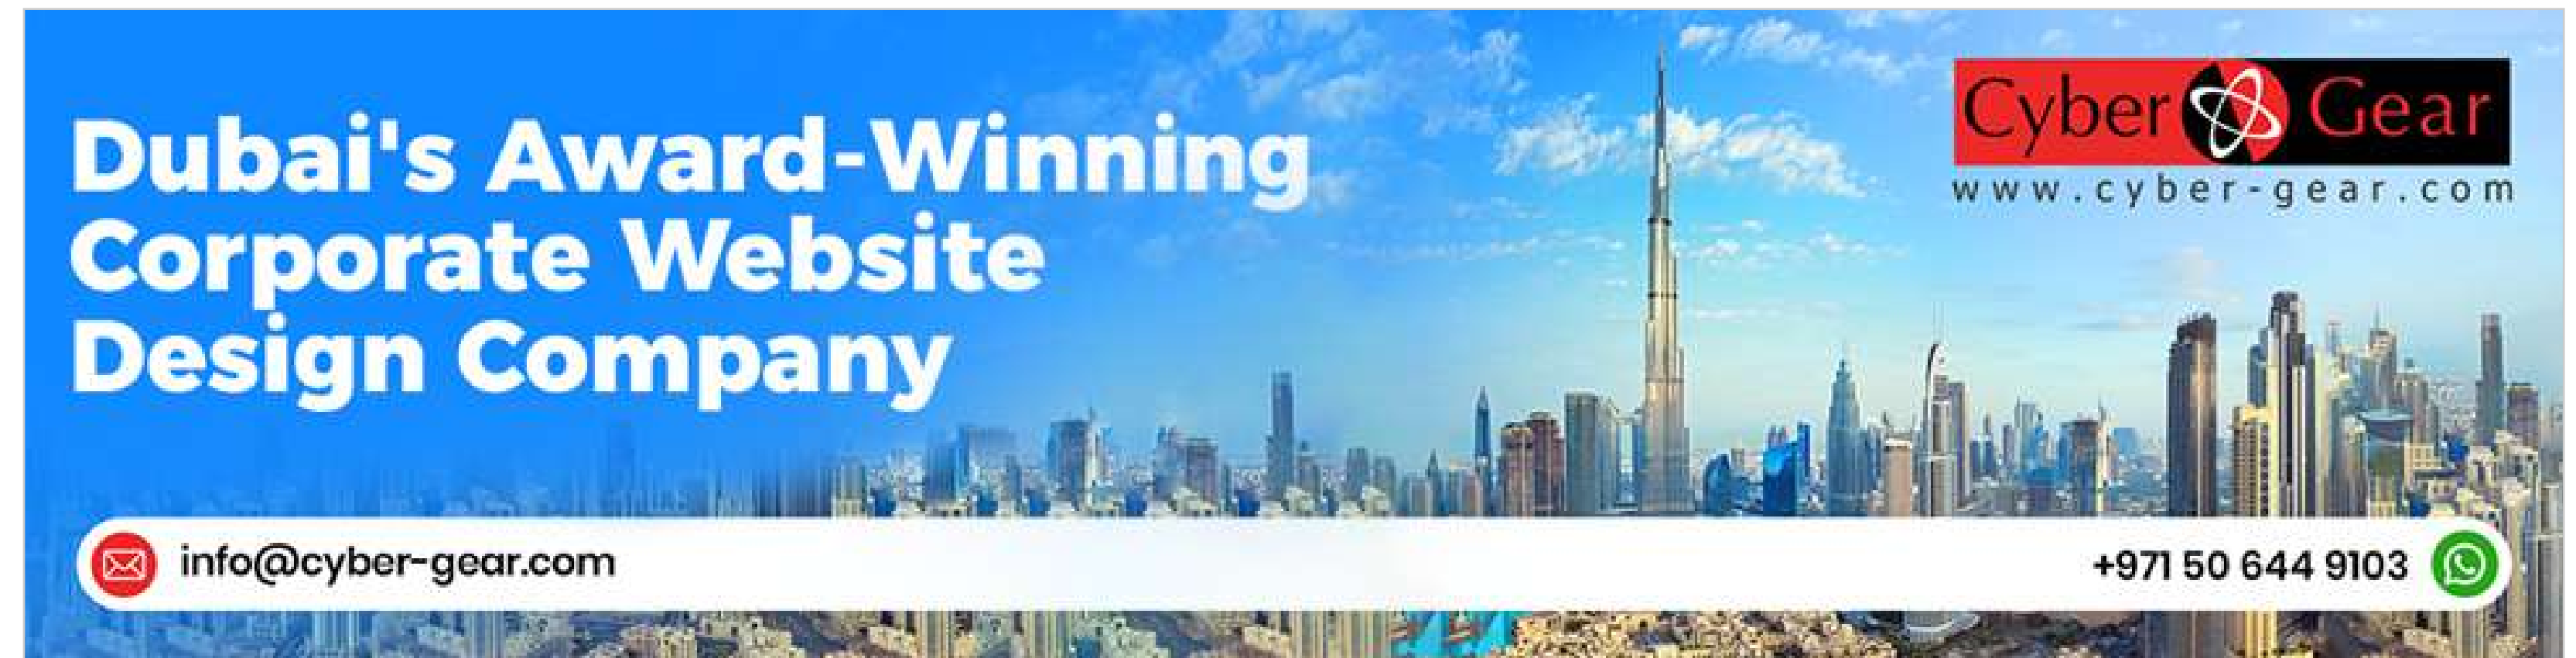 Dubai's Award-Winning
Corporate Website
Design Company
Cyber Gear
www.cyber-gear.com
info@cyber-gear.com
+971 50 644 9103